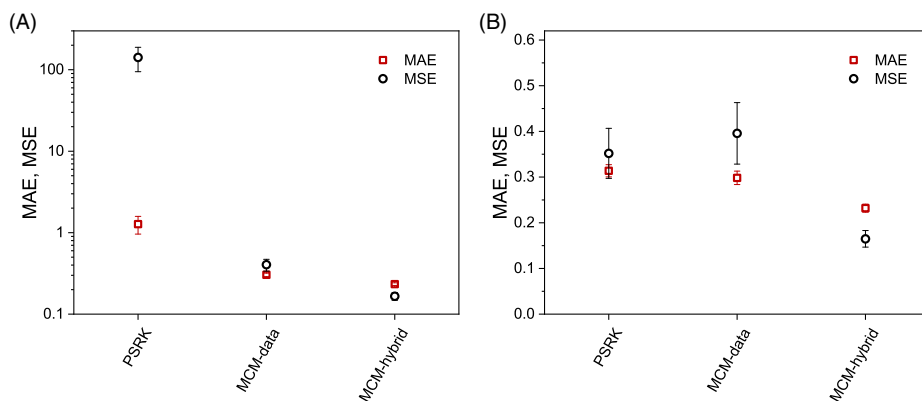 (A)
MAE, MSE
100
10
1
0.1
MAE
MSE
PSRK
MCM-data
MCM-hybrid
(B)
MAE, MSE
0.6
0.5
0.4
0.3
0.2
0.1
0.0
MAE
MSE
PSRK
MCM-data
MCM-hybrid